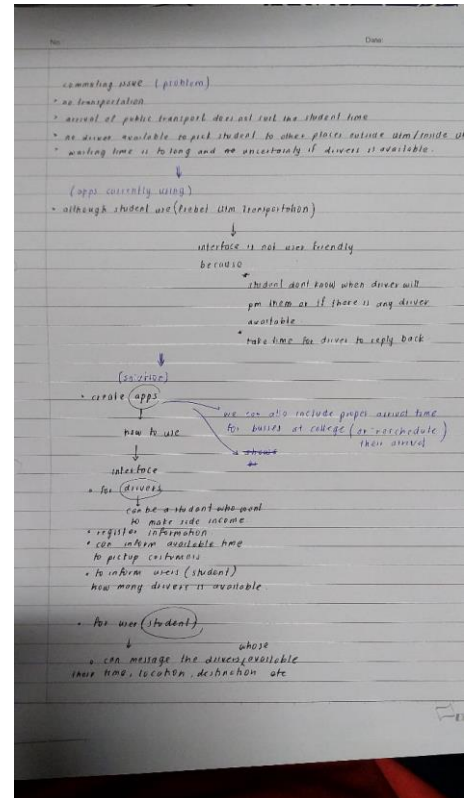 No:
Date:
commuting issue (problem)
• no transportation
• arrival of public transport does not suit the student time
• no driver available to pick student to other places outside utm/inside
• waiting time is to long and no uncertainty if drivers is available.
(apps currently using)
• although student use (Prebet Utm Transportation)
interface is not user friendly
because
• student dont know when driver will
pm them or if there is any driver
available
• take time for driver to reply back
• create apps
we can also include proper arrival time
for busses at college (or reschedule
their arrival
how to use
interface
• for drivers
can be a student who want
to make side income
• register information
• can inform available time
to pickup costumers
• to inform users (student)
how many drivers is available.
• for user (student)
whose
• can message the drivers available
their time, location, destination etc